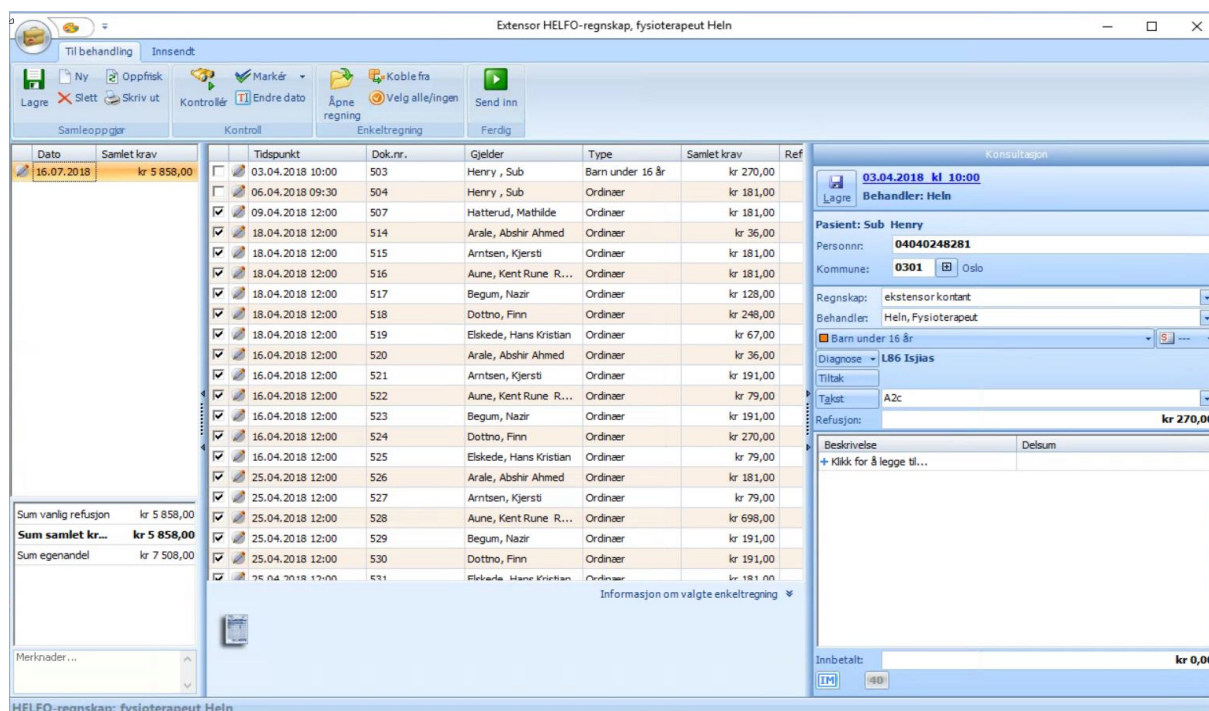 Extensor HELFO-regnskap, fysioterapeut Heln
Til behandling Innsendt
Lagre Ny Oppfrisk Slett Skriv ut
Samleoppgjør
Kontrollér Markér Endre dato
Kontroll
Åpne regning Koble fra Velg alle/ingen
Enkeltregning
Send inn
Ferdig
Dato Samlet krav
16.07.2018 kr 5 858,00
Sum vanlig refusjon kr 5 858,00
Sum samlet kr... kr 5 858,00
Sum egenandel kr 7 508,00
Merknader...
Tidspunkt Dok.nr. Gjelder Type Samlet krav Ref
03.04.2018 10:00 503 Henry , Sub Barn under 16 år kr 270,00
06.04.2018 09:30 504 Henry , Sub Ordinær kr 181,00
09.04.2018 12:00 507 Hatterud, Mathilde Ordinær kr 181,00
18.04.2018 12:00 514 Arale, Abshir Ahmed Ordinær kr 36,00
18.04.2018 12:00 515 Arntsen, Kjersti Ordinær kr 181,00
18.04.2018 12:00 516 Aune, Kent Rune R... Ordinær kr 181,00
18.04.2018 12:00 517 Begum, Nazir Ordinær kr 128,00
18.04.2018 12:00 518 Dottno, Finn Ordinær kr 248,00
18.04.2018 12:00 519 Elskede, Hans Kristian Ordinær kr 67,00
16.04.2018 12:00 520 Arale, Abshir Ahmed Ordinær kr 36,00
16.04.2018 12:00 521 Arntsen, Kjersti Ordinær kr 191,00
16.04.2018 12:00 522 Aune, Kent Rune R... Ordinær kr 79,00
16.04.2018 12:00 523 Begum, Nazir Ordinær kr 191,00
16.04.2018 12:00 524 Dottno, Finn Ordinær kr 270,00
16.04.2018 12:00 525 Elskede, Hans Kristian Ordinær kr 79,00
25.04.2018 12:00 526 Arale, Abshir Ahmed Ordinær kr 181,00
25.04.2018 12:00 527 Arntsen, Kjersti Ordinær kr 79,00
25.04.2018 12:00 528 Aune, Kent Rune R... Ordinær kr 698,00
25.04.2018 12:00 529 Begum, Nazir Ordinær kr 191,00
25.04.2018 12:00 530 Dottno, Finn Ordinær kr 191,00
25.04.2018 12:00 531 Elskede, Hans Kristian Ordinær kr 181,00
Informasjon om valgte enkeltregning
Konsultasjon
Lagre 03.04.2018 kl 10:00
Behandler: Heln
Pasient: Sub Henry
Personnr: 04040248281
Kommune: 0301 Oslo
Regnskap: ekstensor kontant
Behandler: Heln, Fysioterapeut
Barn under 16 år S ---
Diagnose L86 Isjias
Tiltak
Takst A2c
Refusjon: kr 270,00
Beskrivelse Delsum
+ Klikk for å legge til...
Innbetalt: kr 0,00
IM 40
HELFO-regnskap: fysioterapeut Heln